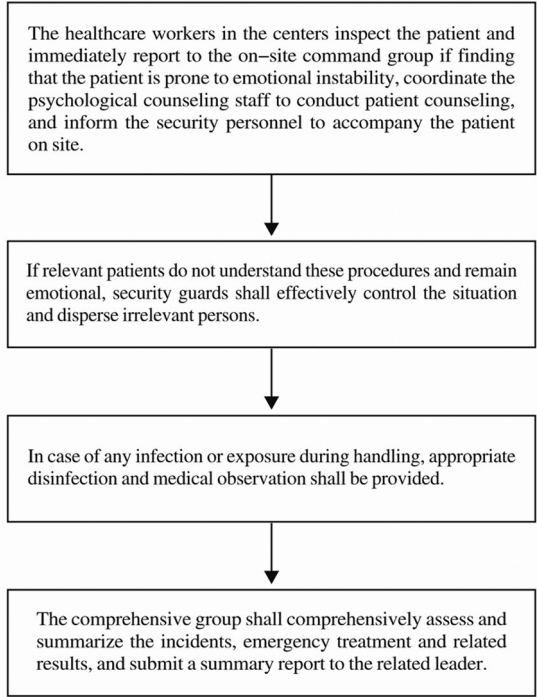 The healthcare workers in the centers inspect the patient and
immediately report to the on–site command group if finding
that the patient is prone to emotional instability, coordinate the
psychological counseling staff to conduct patient counseling,
and inform the security personnel to accompany the patient
on site.
If relevant patients do not understand these procedures and remain
emotional, security guards shall effectively control the situation
and disperse irrelevant persons.
In case of any infection or exposure during handling, appropriate
disinfection and medical observation shall be provided.
The comprehensive group shall comprehensively assess and
summarize the incidents, emergency treatment and related
results, and submit a summary report to the related leader.